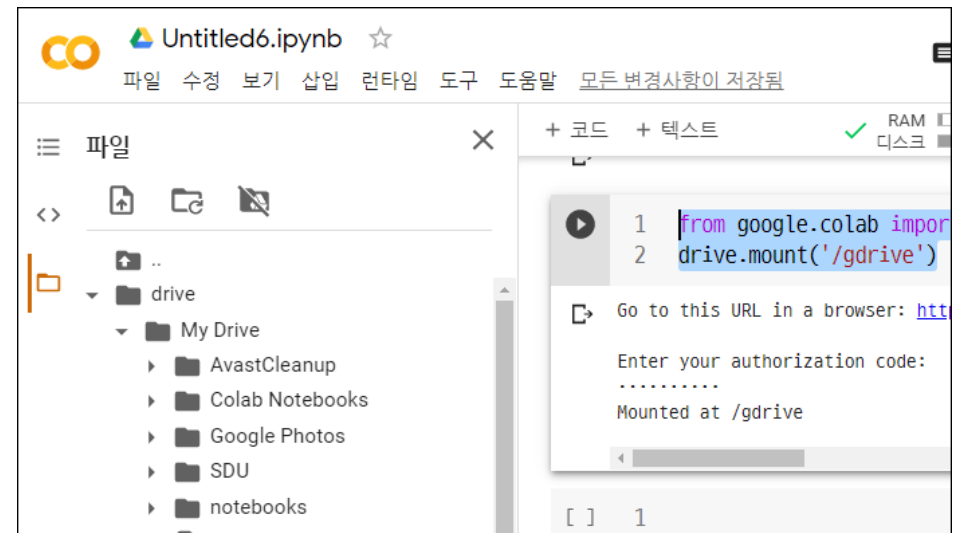 Untitled6.ipynb
파일 수정 보기 삽입 런타임 도구 도움말 모든 변경사항이 저장됨
파일
..
drive
My Drive
AvastCleanup
Colab Notebooks
Google Photos
SDU
notebooks
+ 코드 + 텍스트
RAM
디스크
1 from google.colab impor
2 drive.mount('/gdrive')
Go to this URL in a browser: htt
Enter your authorization code:
··········
Mounted at /gdrive
[ ] 1